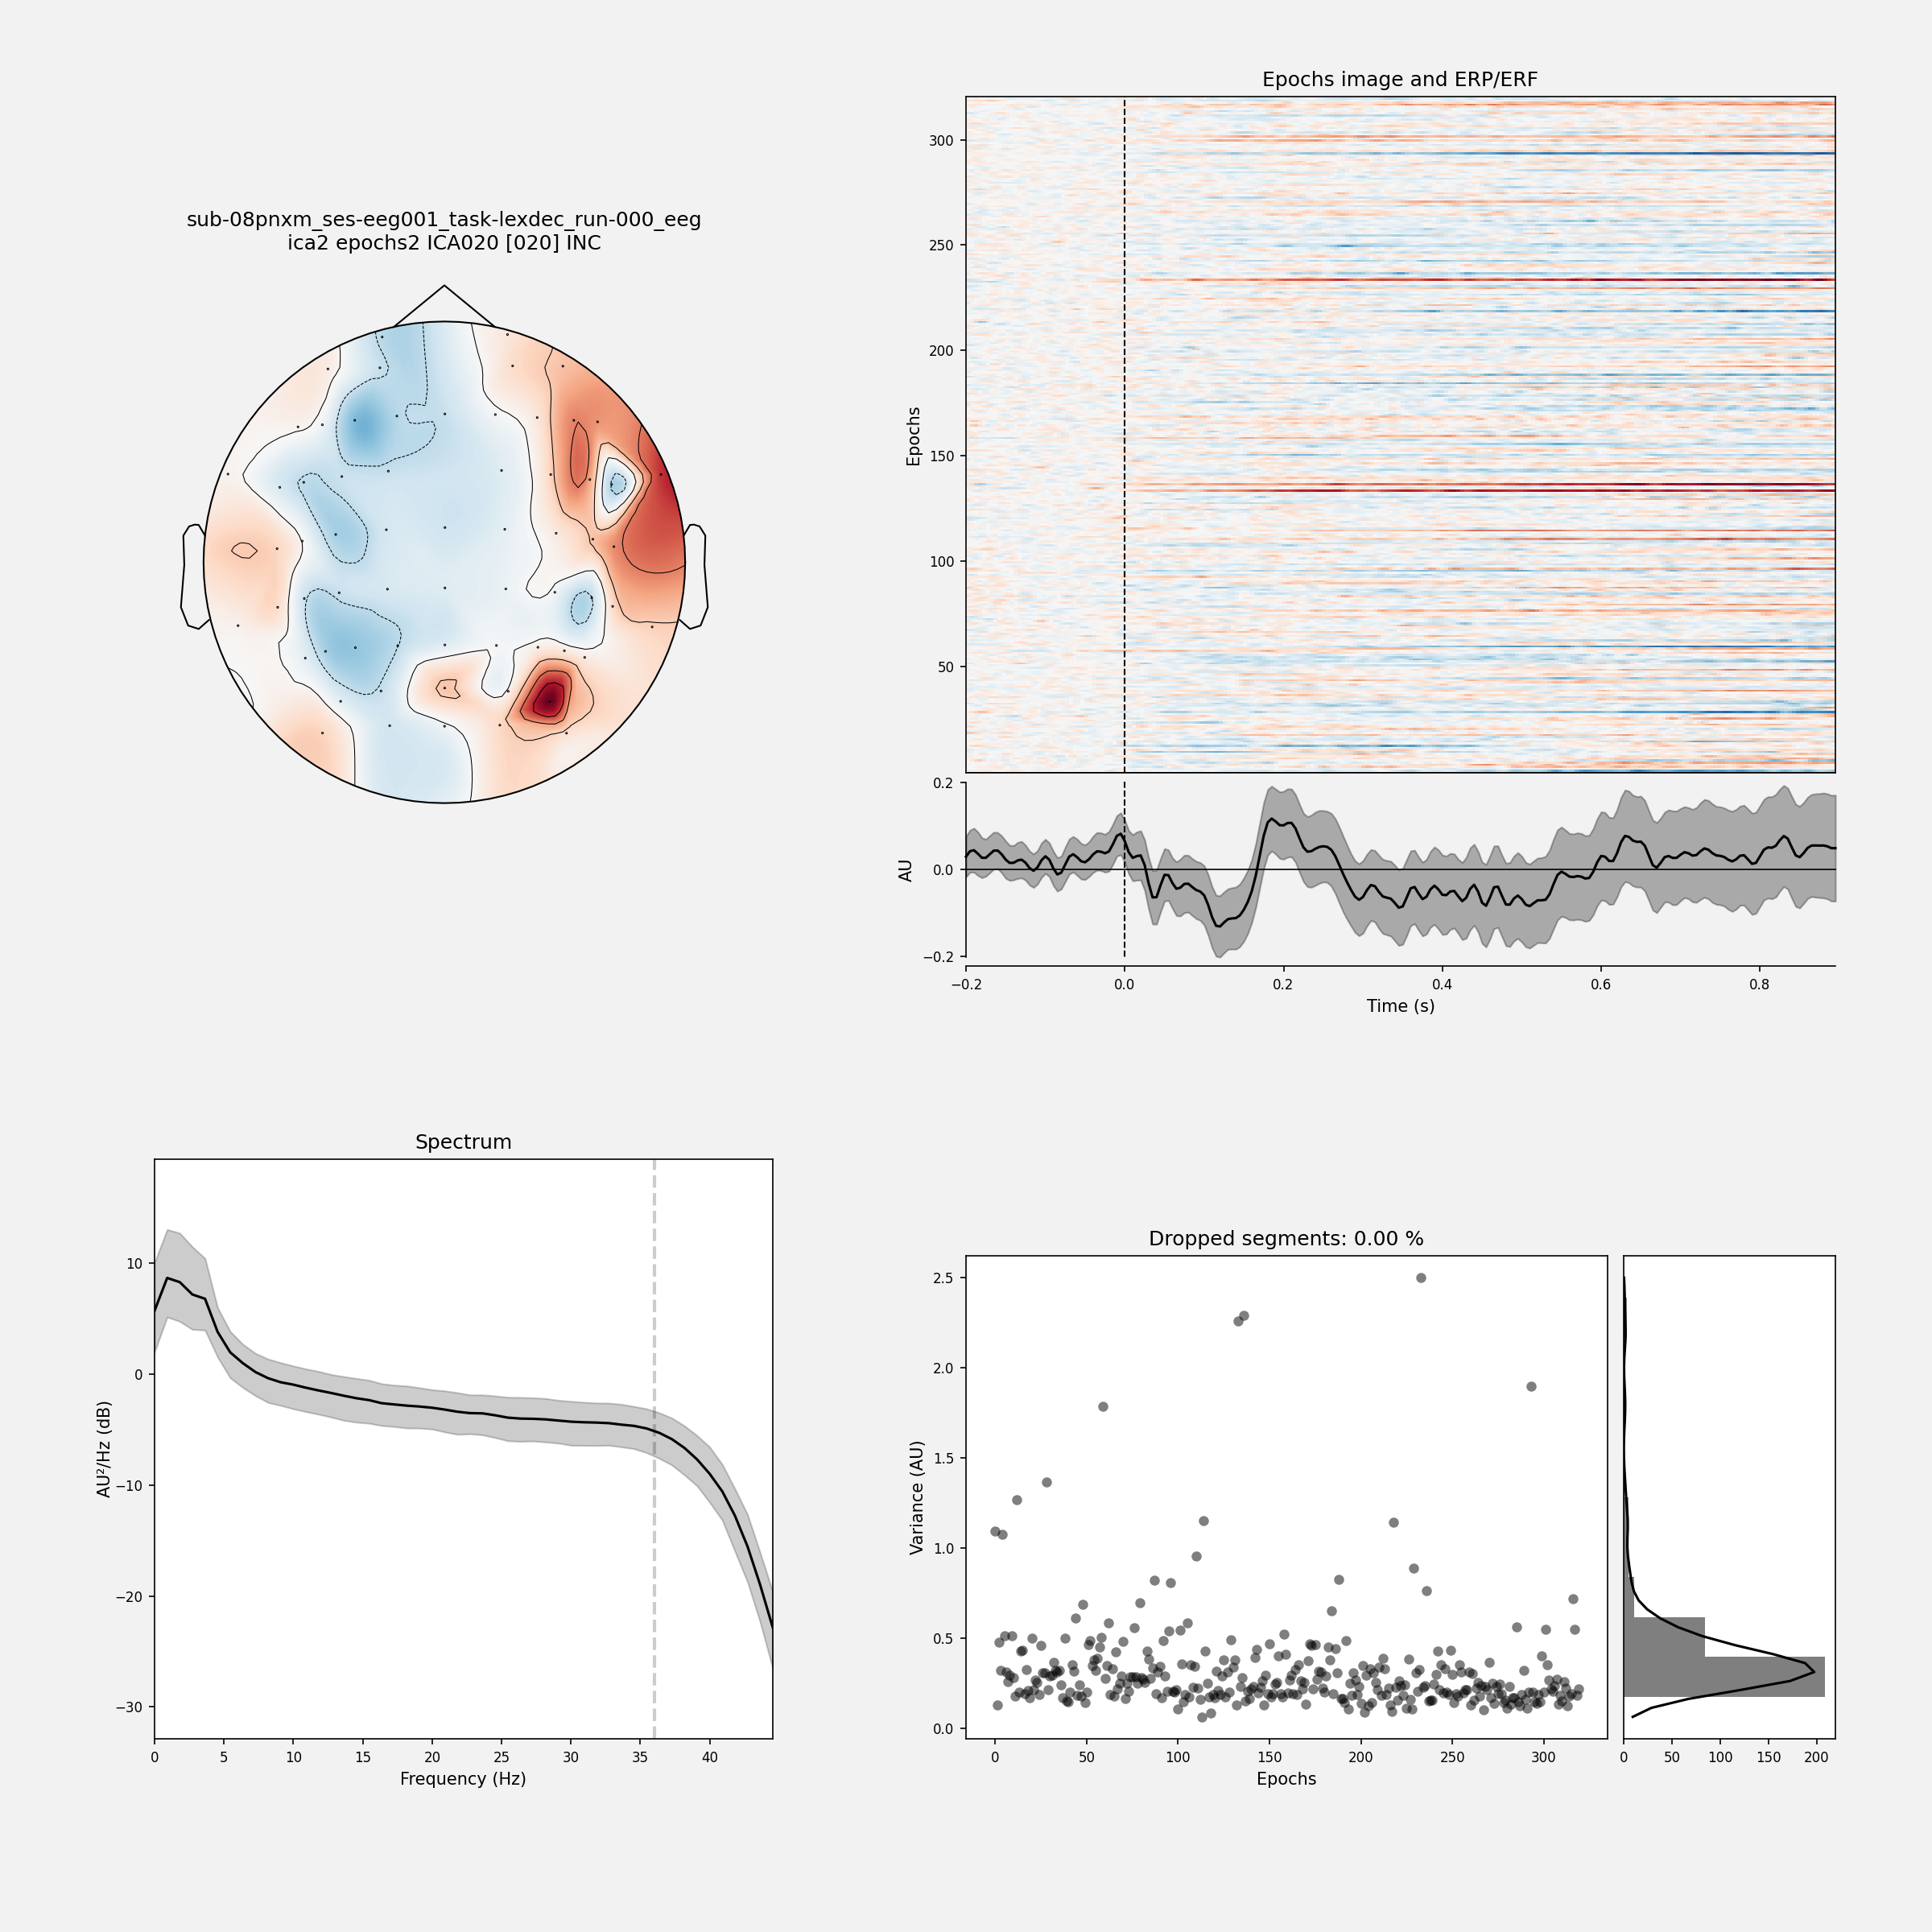 sub-08pnxm_ses-eeg001_task-lexdec_run-000_eeg
ica2 epochs2 ICA020 [020] INC
Epochs image and ERP/ERF
Epochs
300
250
200
150
100
50
AU
0.2
0.0
−0.2
−0.2 0.0 0.2 0.4 0.6 0.8
Time (s)
Spectrum
AU²/Hz (dB)
10
0
−10
−20
−30
0 5 10 15 20 25 30 35 40
Frequency (Hz)
Dropped segments: 0.00 %
Variance (AU)
2.5
2.0
1.5
1.0
0.5
0.0
0 50 100 150 200 250 300
Epochs
0 50 100 150 200